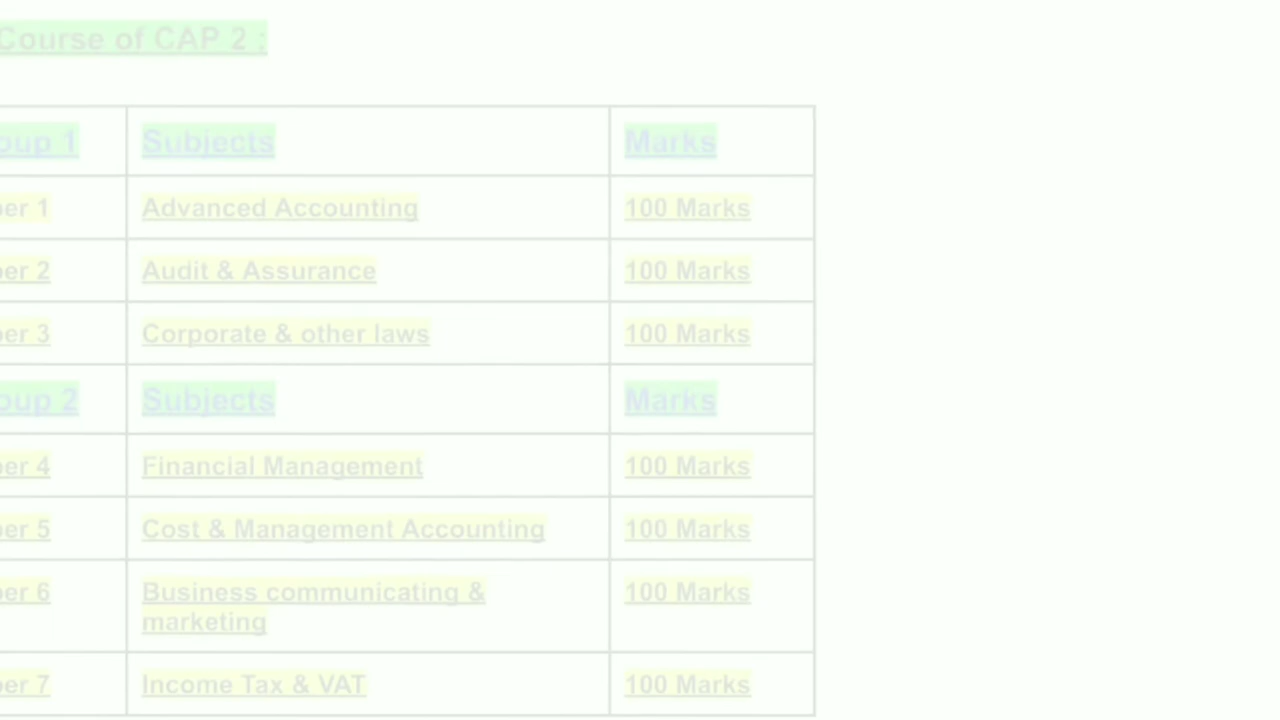 Course of CAP 2 :
oup 1 Subjects Marks
per 1 Advanced Accounting 100 Marks
per 2 Audit & Assurance 100 Marks
per 3 Corporate & other laws 100 Marks
oup 2 Subjects Marks
per 4 Financial Management 100 Marks
per 5 Cost & Management Accounting 100 Marks
per 6 Business communicating & 100 Marks
marketing
per 7 Income Tax & VAT 100 Marks